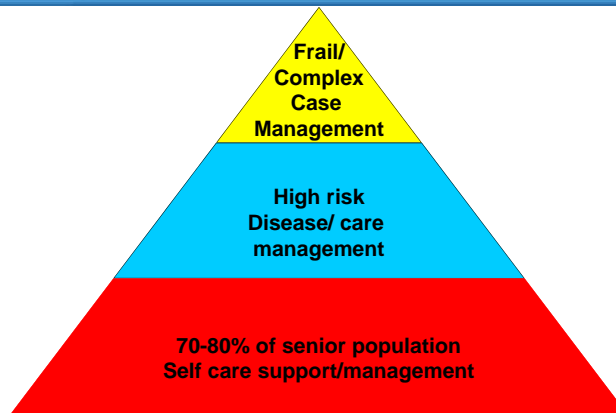 Frail/
Complex
Case
Management
High risk
Disease/ care
management
70-80% of senior population
Self care support/management